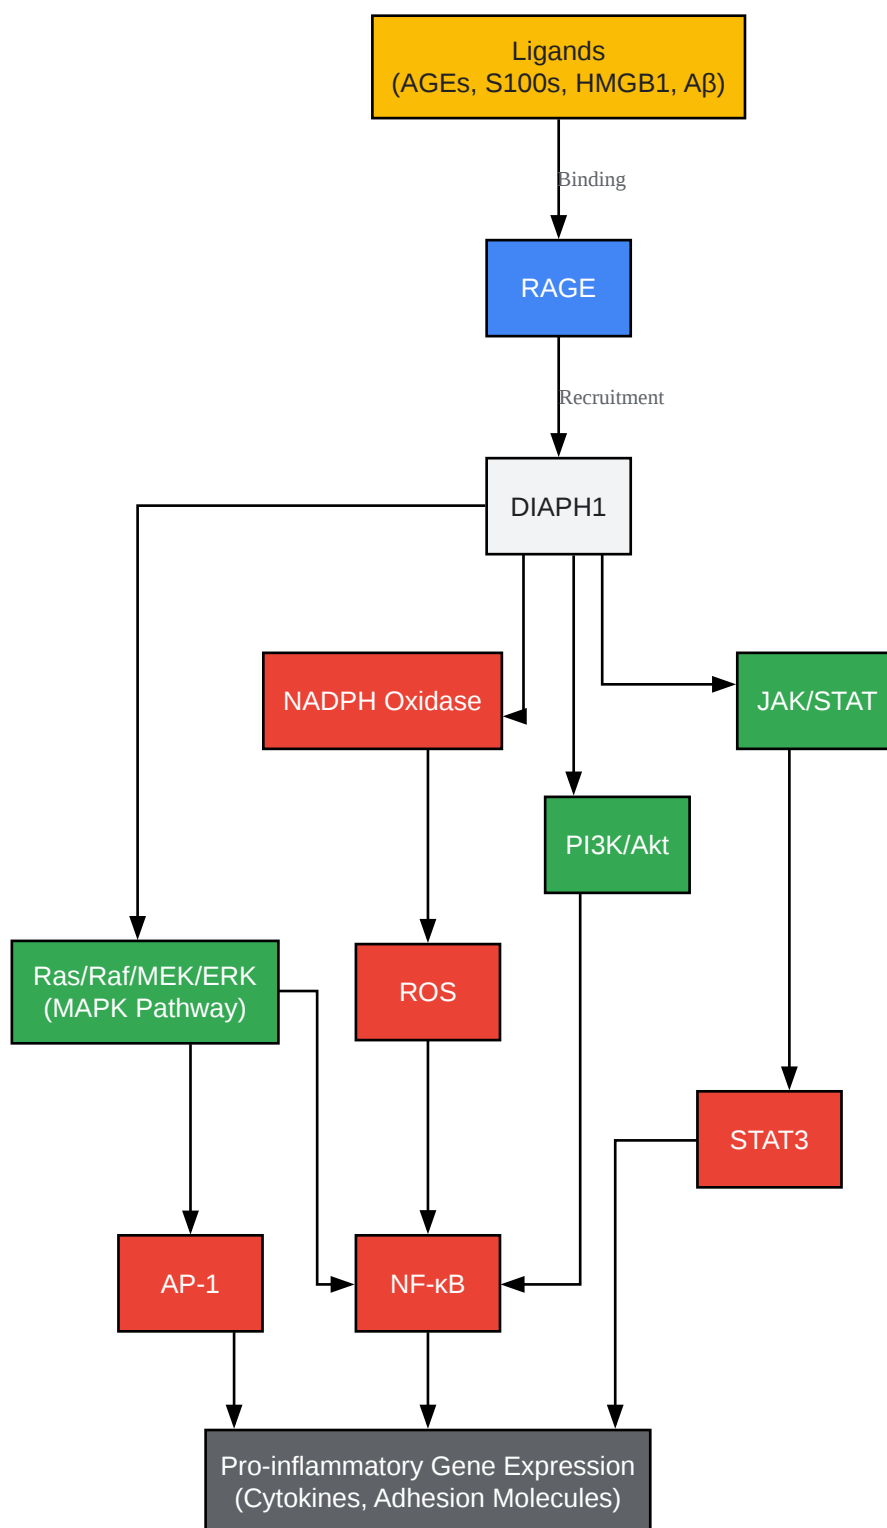 Ligands
(AGEs, S100s, HMGB1, Aβ)
Binding
RAGE
Recruitment
DIAPH1
NADPH Oxidase
JAK/STAT
PI3K/Akt
Ras/Raf/MEK/ERK
(MAPK Pathway)
ROS
STAT3
AP-1
NF-κB
Pro-inflammatory Gene Expression
(Cytokines, Adhesion Molecules)